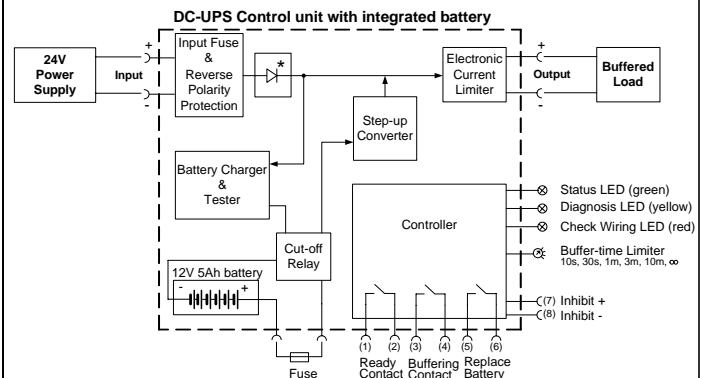 DC-UPS Control unit with integrated battery
24V
Power
Supply
+
Input
-
Input Fuse
&
Reverse
Polarity
Protection
*
Electronic
Current
Limiter
+
Output
-
Buffered
Load
Step-up
Converter
Battery Charger
&
Tester
Controller
Status LED (green)
Diagnosis LED (yellow)
Check Wiring LED (red)
Buffer-time Limiter
10s, 30s, 1m, 3m, 10m, ∞
Cut-off
Relay
12V 5Ah battery
- +
(7) Inhibit +
(8) Inhibit -
(1) (2) (3) (4) (5) (6)
Fuse
Ready
Contact
Buffering
Contact
Replace
Battery